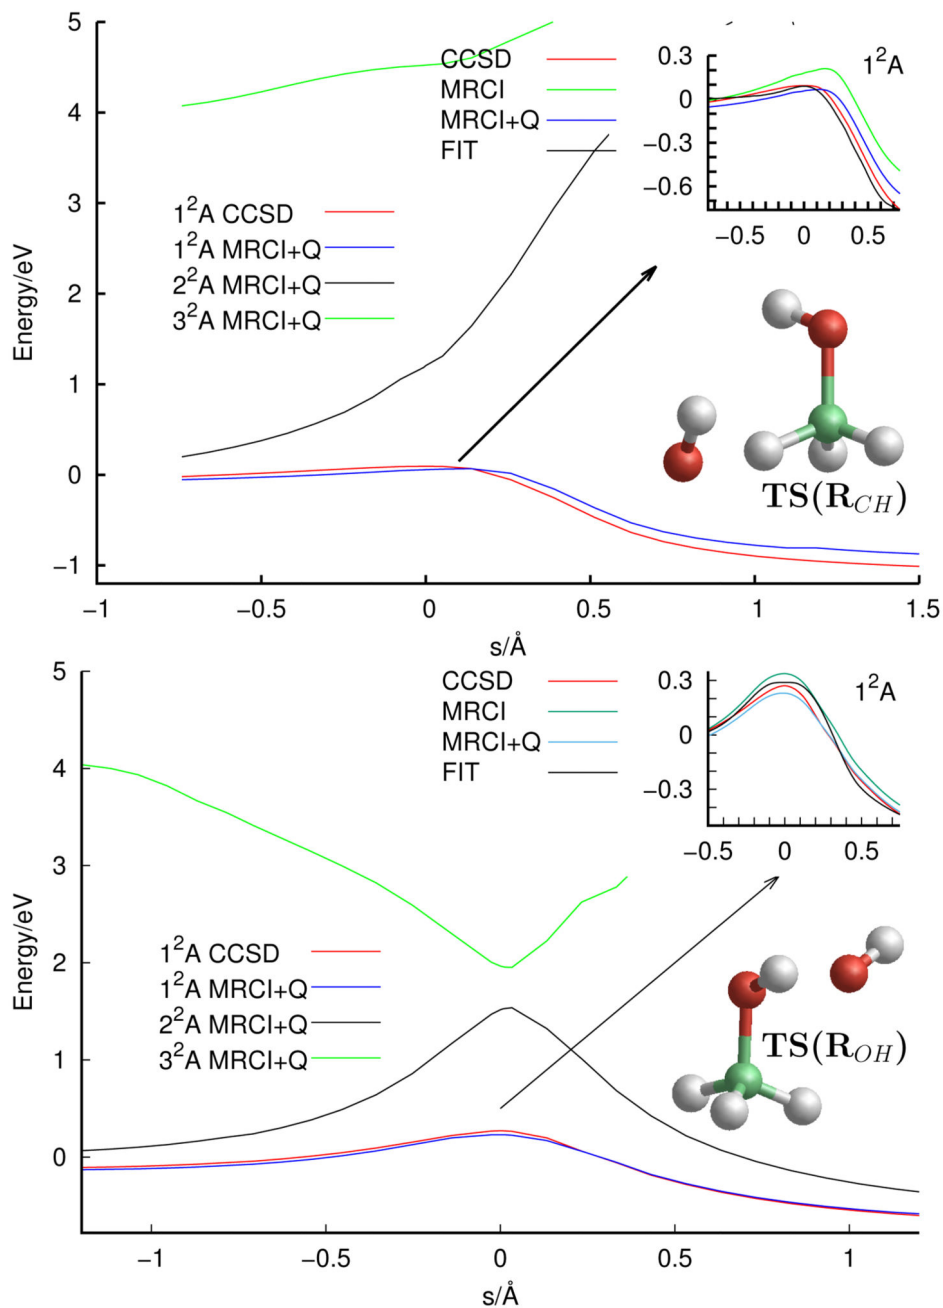 5
4
3
2
1
0
−1
Energy/eV
−1
−0.5
0
0.5
1
1.5
s/Å
CCSD
MRCI
MRCI+Q
FIT
1²A CCSD
1²A MRCI+Q
2²A MRCI+Q
3²A MRCI+Q
0.3
0
−0.3
−0.6
−0.5
0
0.5
1²A
TS(R_CH)
5
4
3
2
1
0
Energy/eV
−1
−0.5
0
0.5
1
s/Å
CCSD
MRCI
MRCI+Q
FIT
1²A CCSD
1²A MRCI+Q
2²A MRCI+Q
3²A MRCI+Q
0.3
0
−0.3
−0.5
0
0.5
1²A
TS(R_OH)